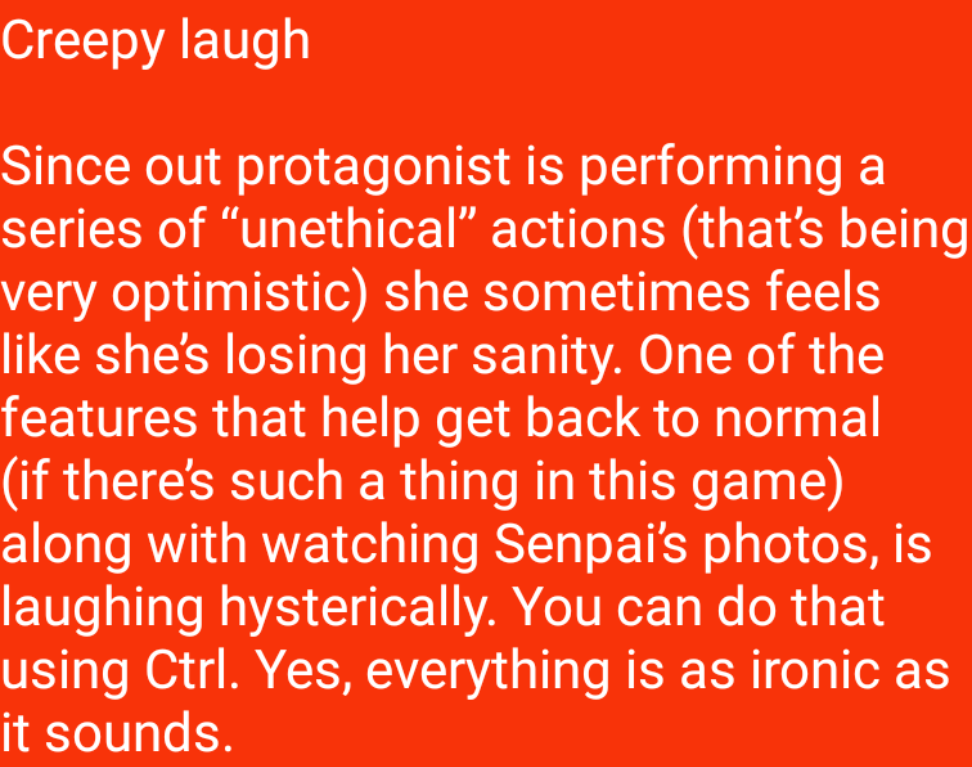 Creepy laugh
Since out protagonist is performing a
series of “unethical” actions (that’s being
very optimistic) she sometimes feels
like she’s losing her sanity. One of the
features that help get back to normal
(if there’s such a thing in this game)
along with watching Senpai’s photos, is
laughing hysterically. You can do that
using Ctrl. Yes, everything is as ironic as
it sounds.